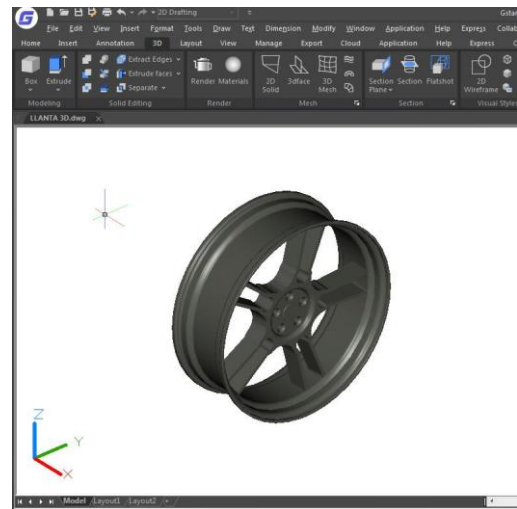 G
2D Drafting
Gstar
File Edit View Insert Format Tools Draw Text Dimension Modify Window Application Help Express Collab
Home Insert Annotation 3D Layout View Manage Export Cloud Application Help Express C
Box Extrude Extract Edges Extrude Faces Separate Render Materials 2D Solid 3dface 3D Mesh Section Plane Section Flatshot 2D Wireframe
Modeling Solid Editing Render Mesh Section Visual Styles
LLANTA 3D.dwg
Z
Y
X
Model Layout1 Layout2